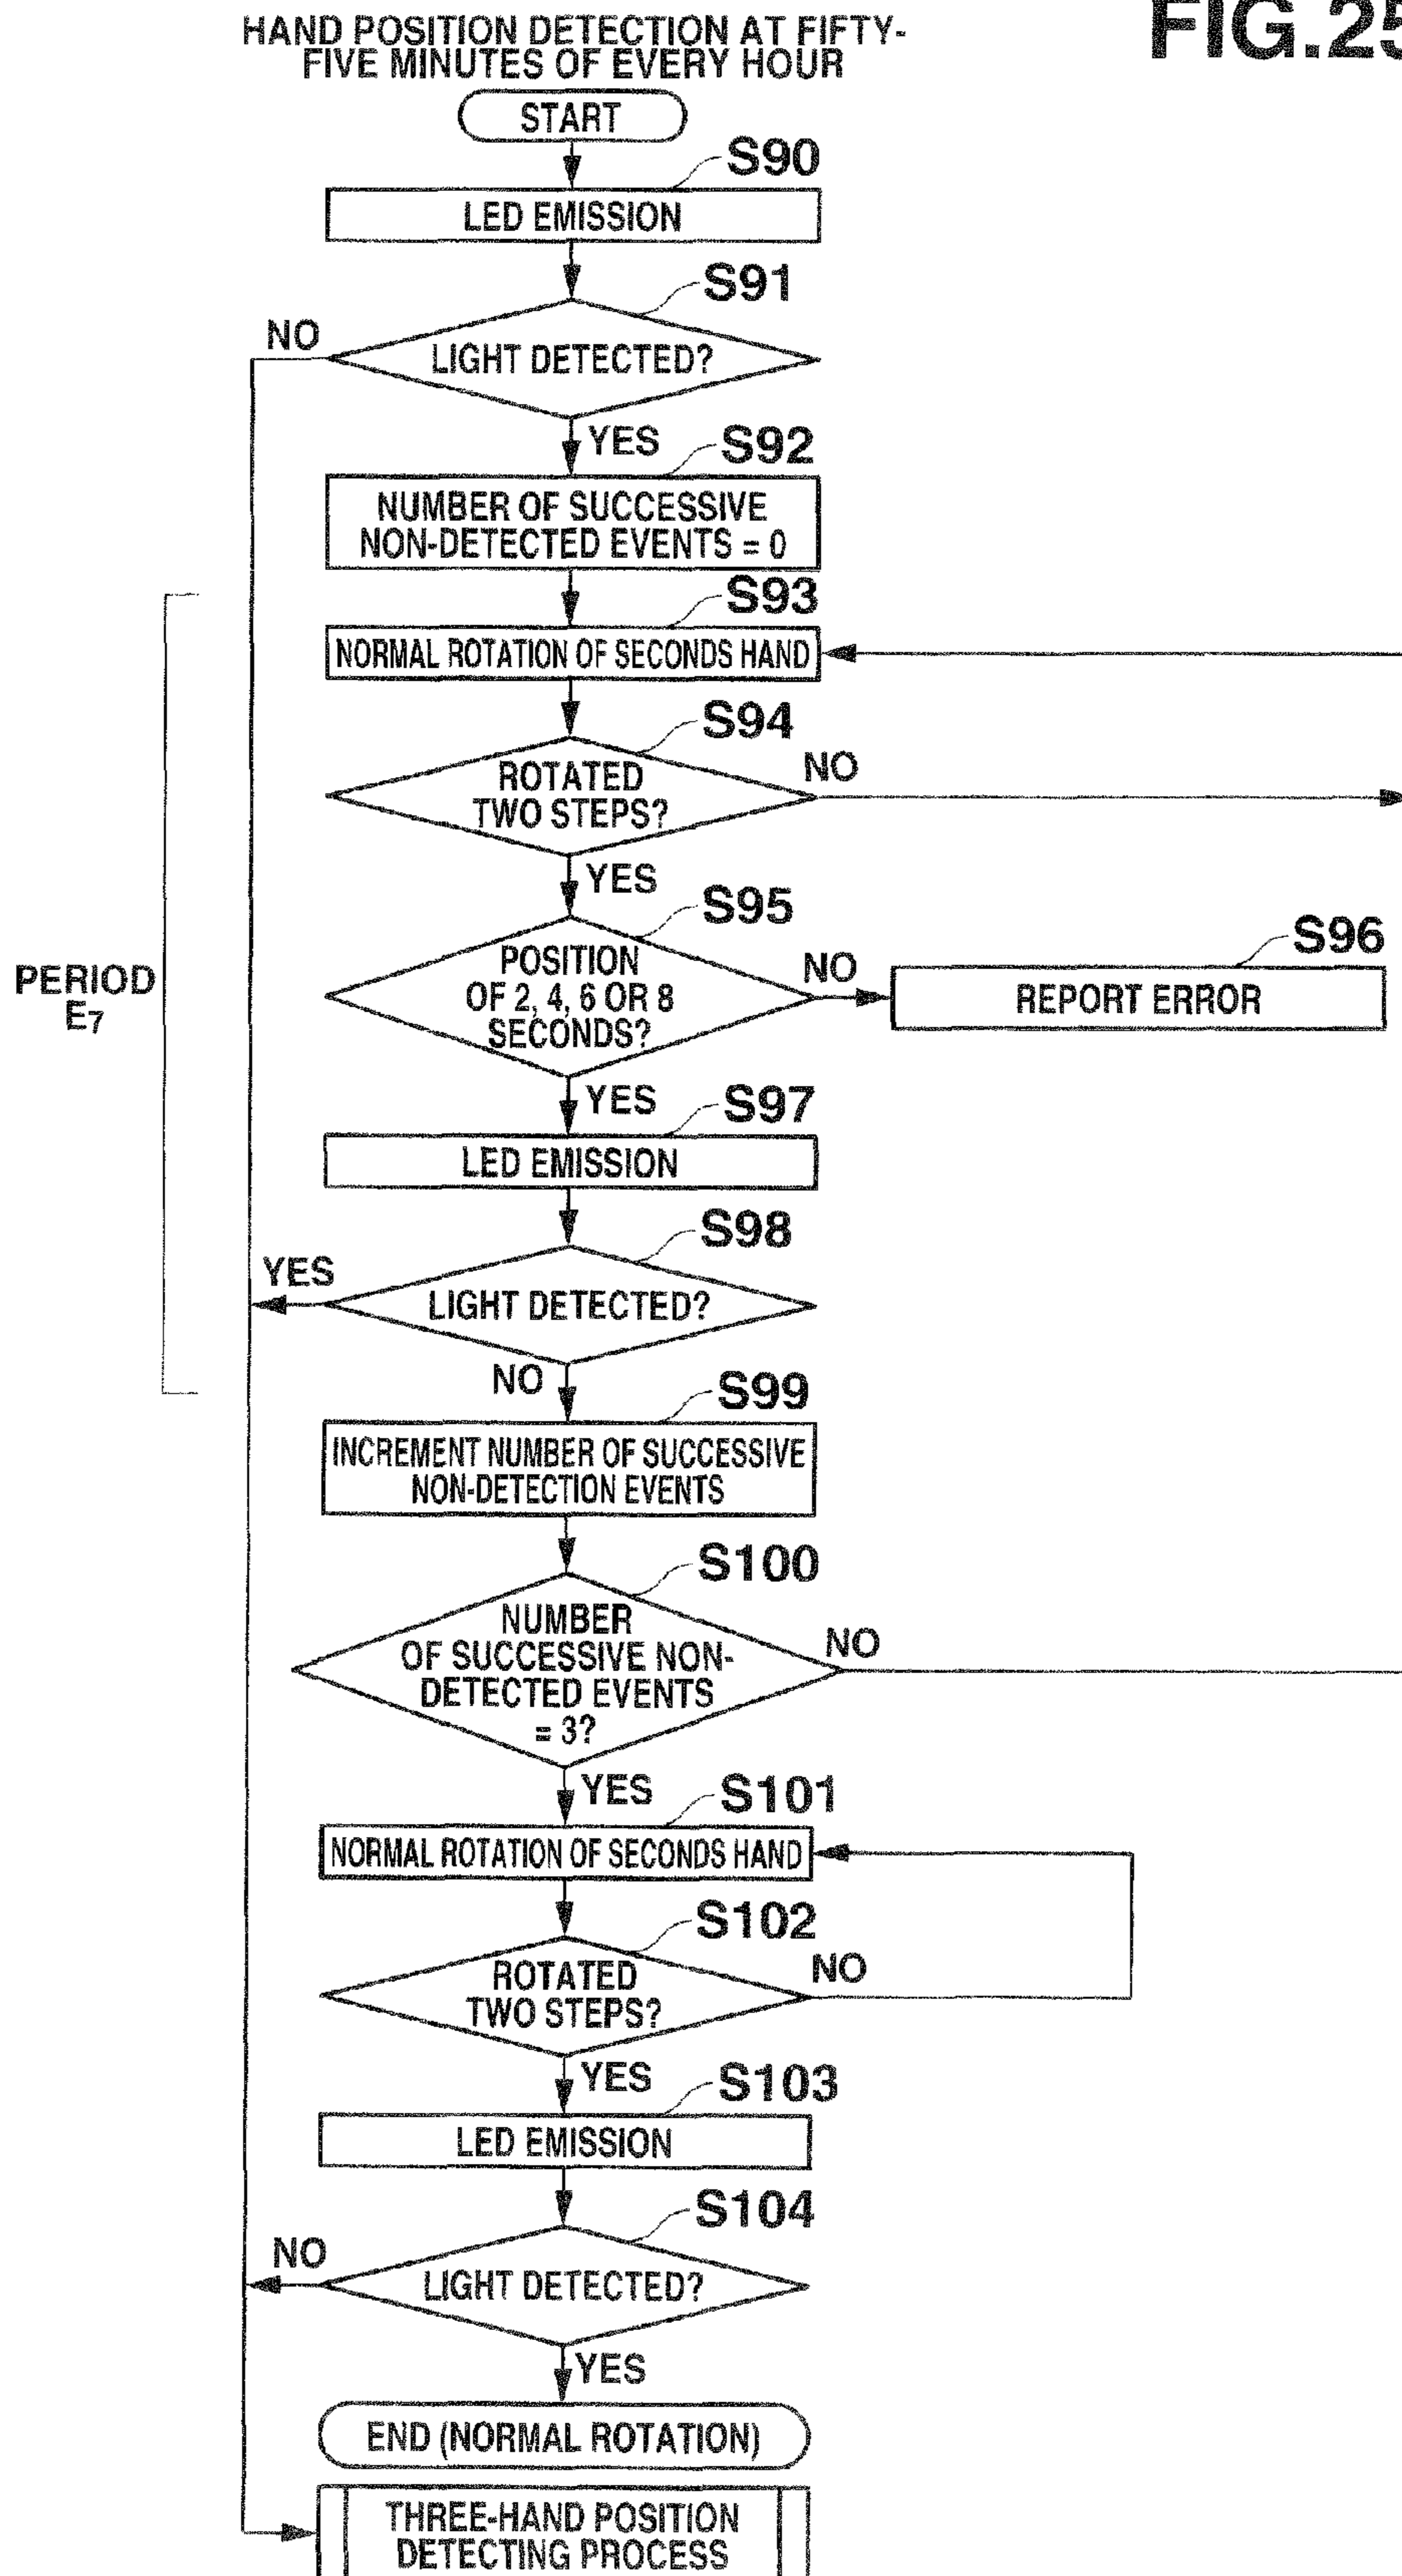 FIG.25
HAND POSITION DETECTION AT FIFTY-
FIVE MINUTES OF EVERY HOUR
START
S90
LED EMISSION
S91
NO
LIGHT DETECTED?
YES
S92
NUMBER OF SUCCESSIVE
NON-DETECTED EVENTS = 0
S93
NORMAL ROTATION OF SECONDS HAND
S94
ROTATED
TWO STEPS?
NO
YES
S95
POSITION
OF 2, 4, 6 OR 8
SECONDS?
NO
S96
REPORT ERROR
PERIOD
E7
YES
S97
LED EMISSION
S98
YES
LIGHT DETECTED?
NO
S99
INCREMENT NUMBER OF SUCCESSIVE
NON-DETECTION EVENTS
S100
NUMBER
OF SUCCESSIVE NON-
DETECTED EVENTS
= 3?
NO
YES
S101
NORMAL ROTATION OF SECONDS HAND
S102
ROTATED
TWO STEPS?
NO
YES
S103
LED EMISSION
S104
NO
LIGHT DETECTED?
YES
END (NORMAL ROTATION)
THREE-HAND POSITION
DETECTING PROCESS